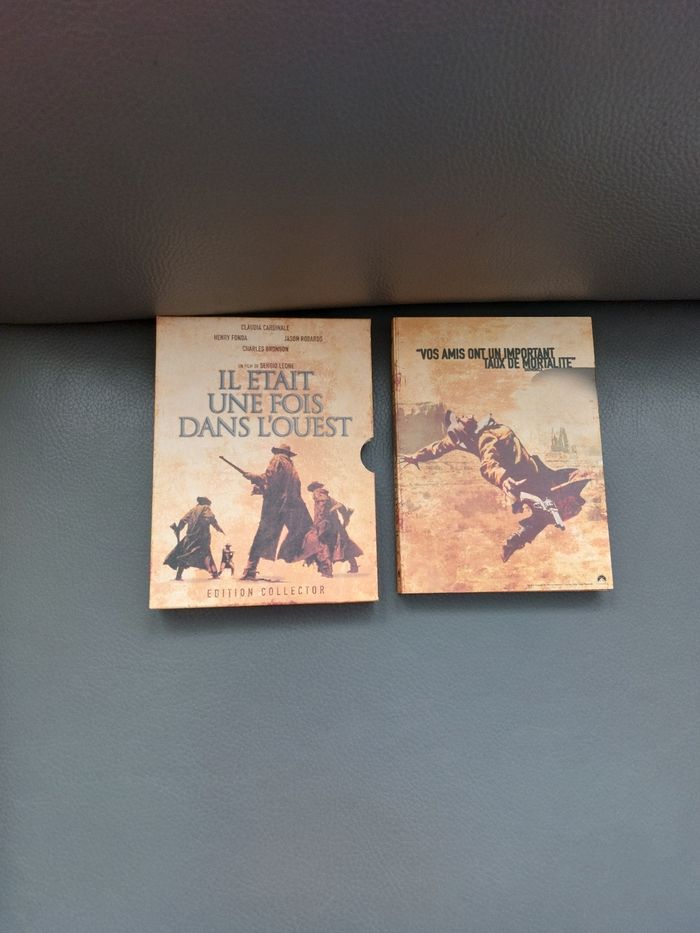 CLAUDIA CARDINALE
HENRY FONDA JASON ROBARDS
CHARLES BRONSON
UN FILM DE SERGIO LEONE
IL ETAIT
UNE FOIS
DANS L'OUEST
EDITION COLLECTOR
"VOS AMIS ONT UN IMPORTANT
TAUX DE MORTALITE"